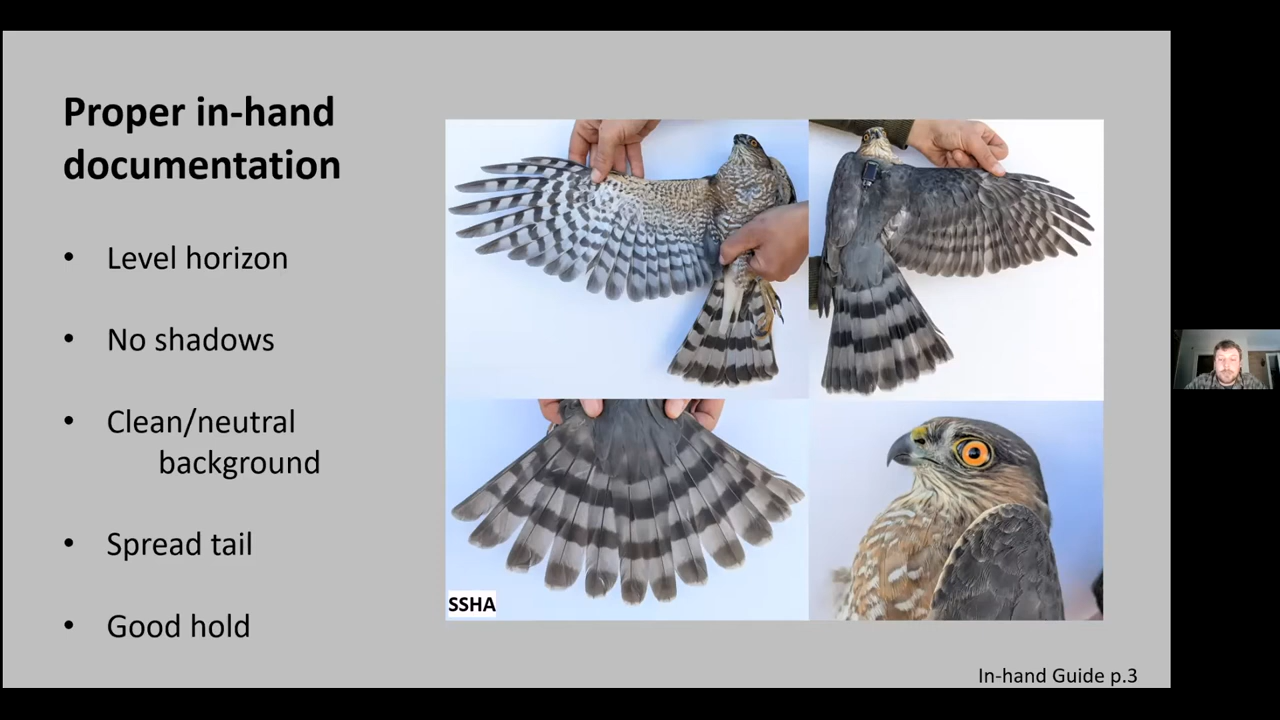 Proper in-hand
documentation
• Level horizon
• No shadows
• Clean/neutral
background
• Spread tail
• Good hold
SSHA
In-hand Guide p.3